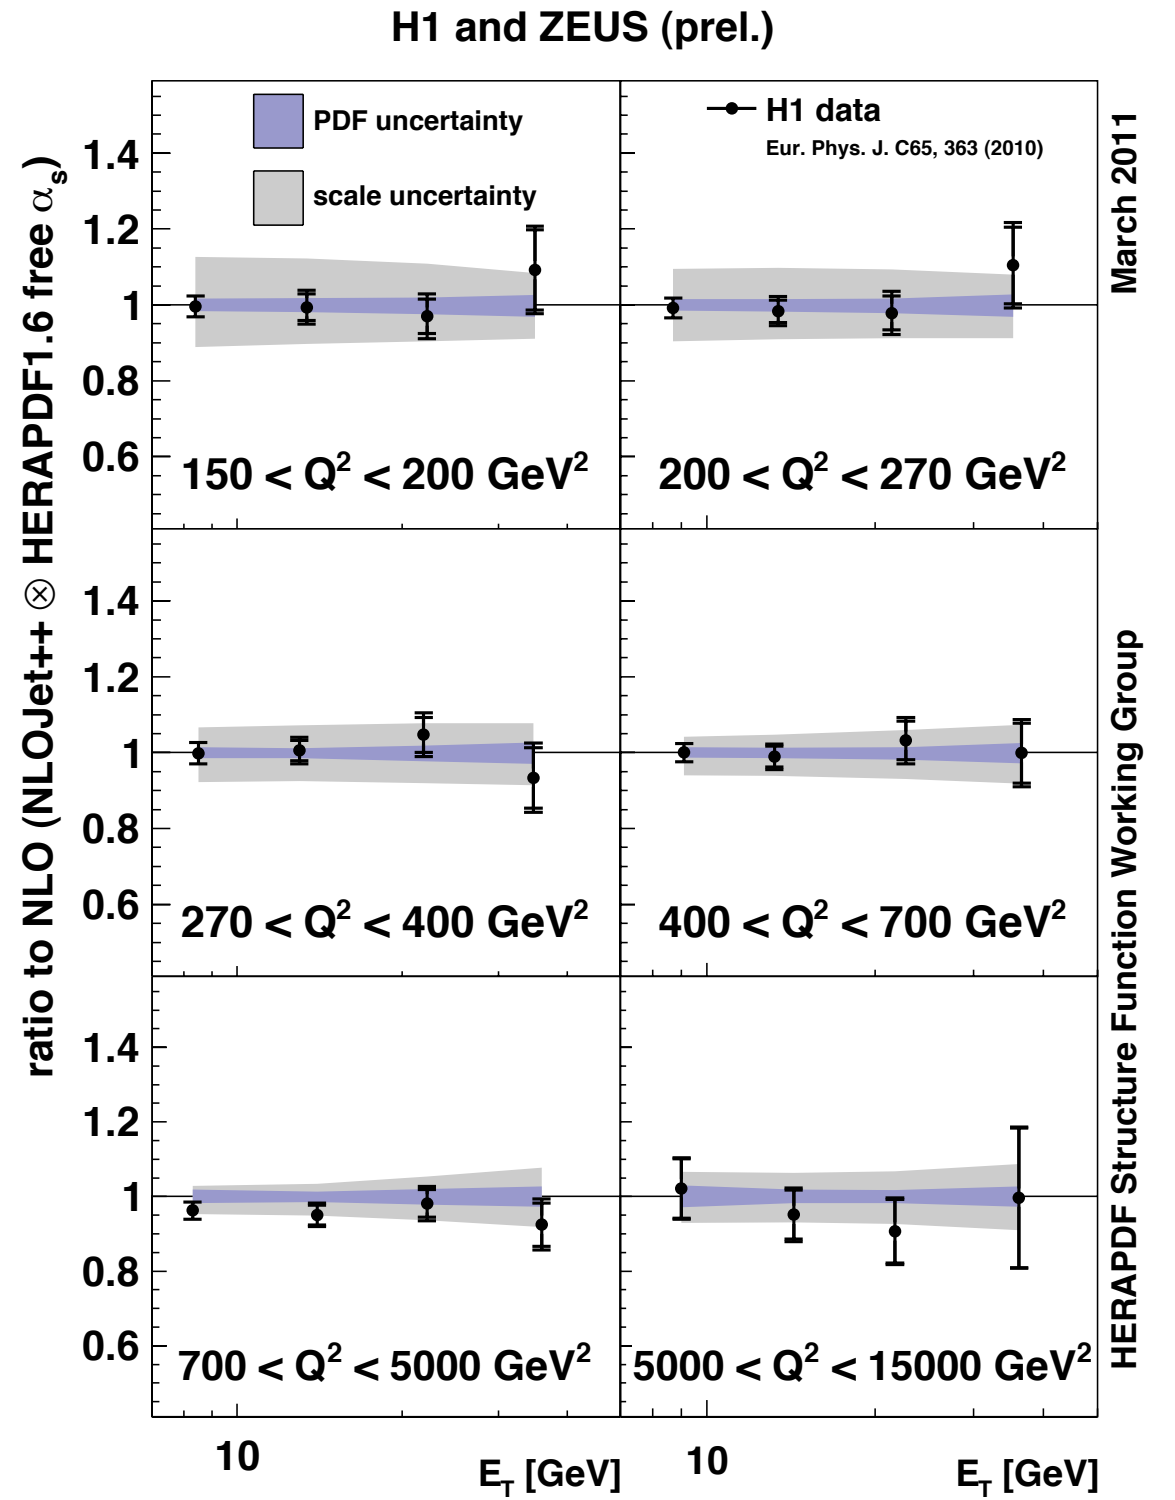 H1 and ZEUS (prel.)
ratio to NLO (NLOJet++ ⊗ HERAPDF1.6 free αs)
PDF uncertainty
scale uncertainty
1.4
1.2
1
0.8
0.6
150 < Q² < 200 GeV²
H1 data
Eur. Phys. J. C65, 363 (2010)
200 < Q² < 270 GeV²
1.4
1.2
1
0.8
0.6
270 < Q² < 400 GeV²
400 < Q² < 700 GeV²
1.4
1.2
1
0.8
0.6
700 < Q² < 5000 GeV²
5000 < Q² < 15000 GeV²
10
E_T [GeV]
10
E_T [GeV]
March 2011
HERAPDF Structure Function Working Group